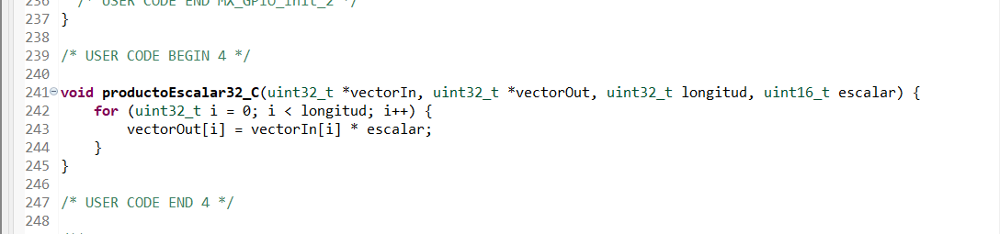 236 /* USER CODE END MX_GPIO_Init_2 */
237 }
238
239 /* USER CODE BEGIN 4 */
240
241 void productoEscalar32_C(uint32_t *vectorIn, uint32_t *vectorOut, uint32_t longitud, uint16_t escalar) {
242 for (uint32_t i = 0; i < longitud; i++) {
243 vectorOut[i] = vectorIn[i] * escalar;
244 }
245 }
246
247 /* USER CODE END 4 */
248